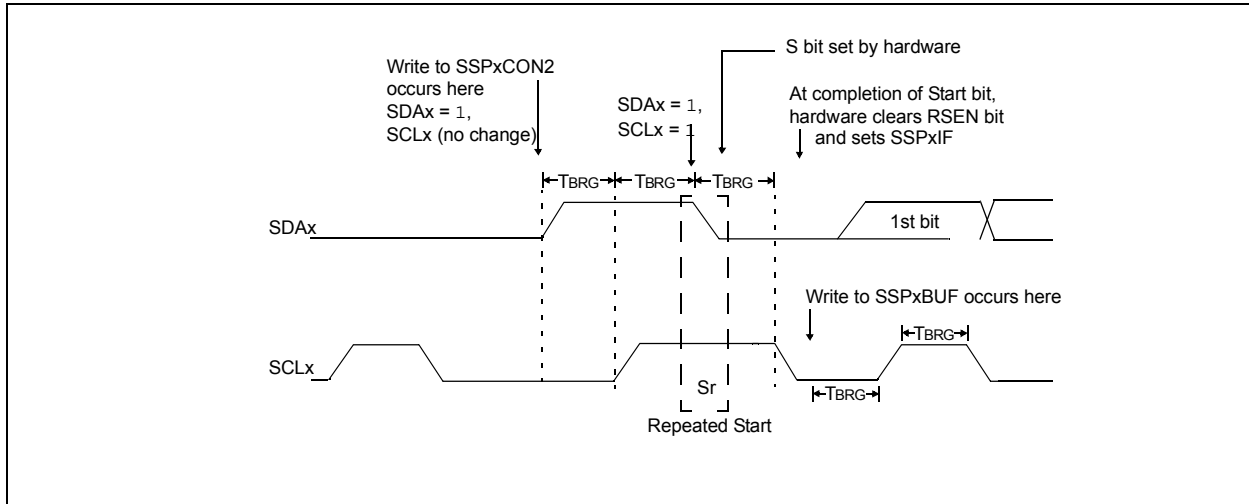 S bit set by hardware
Write to SSPxCON2
occurs here
SDAx = 1,
SCLx (no change)
SDAx = 1,
SCLx = 1
At completion of Start bit,
hardware clears RSEN bit
and sets SSPxIF
TBRG
TBRG
TBRG
SDAx
1st bit
Write to SSPxBUF occurs here
TBRG
SCLx
TBRG
Sr
Repeated Start